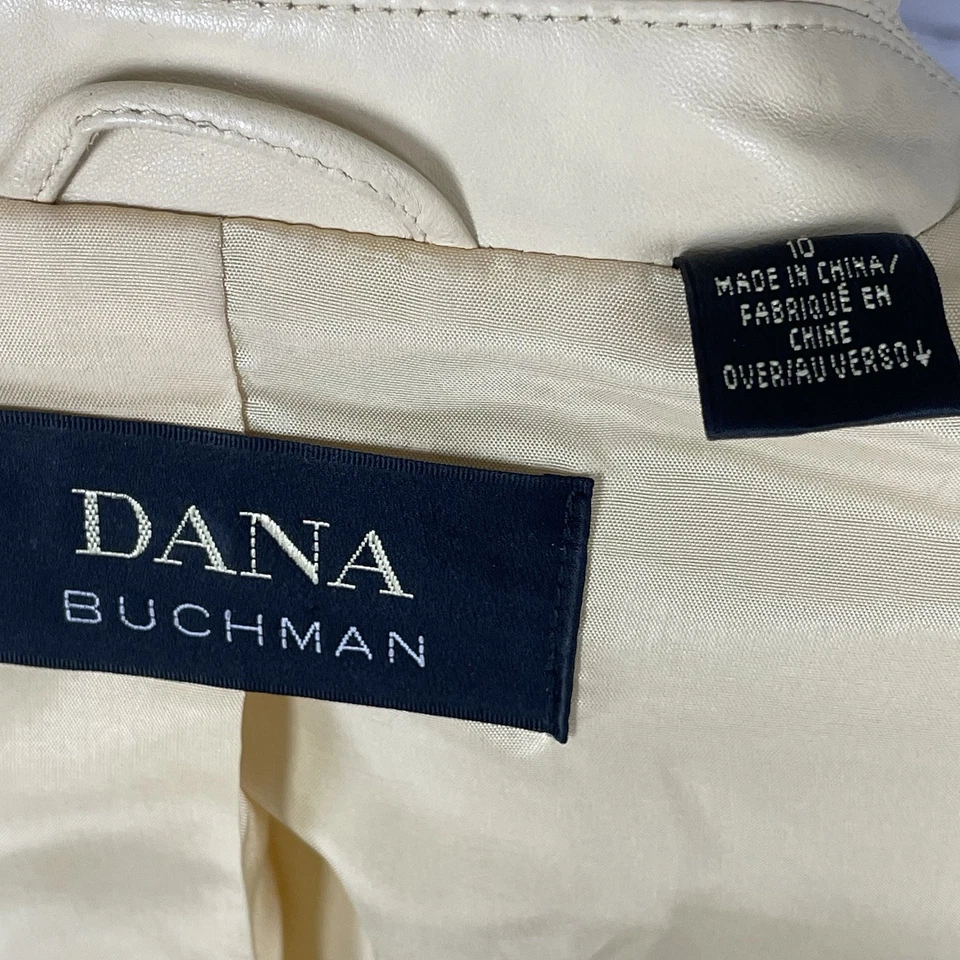 10
MADE IN CHINA/
FABRIQUÉ EN
CHINE
OVER/AU VERSO↓
DANA
BUCHMAN